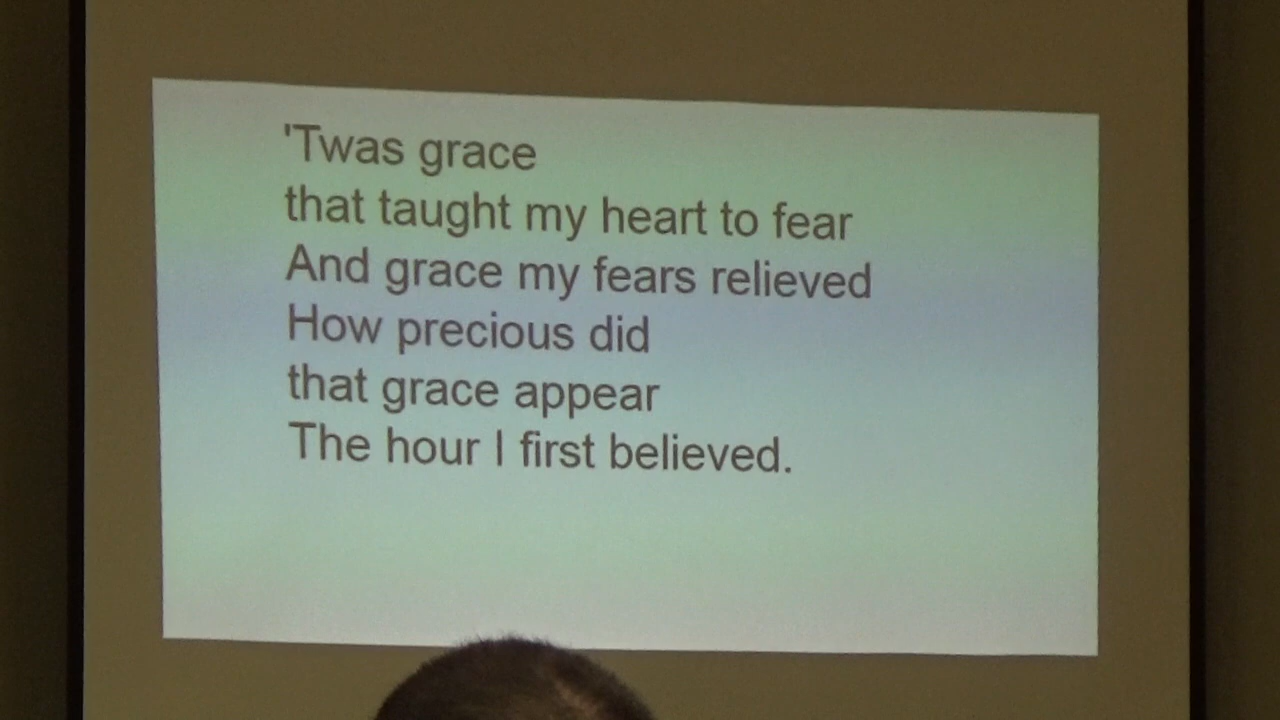 'Twas grace
that taught my heart to fear
And grace my fears relieved
How precious did
that grace appear
The hour I first believed.